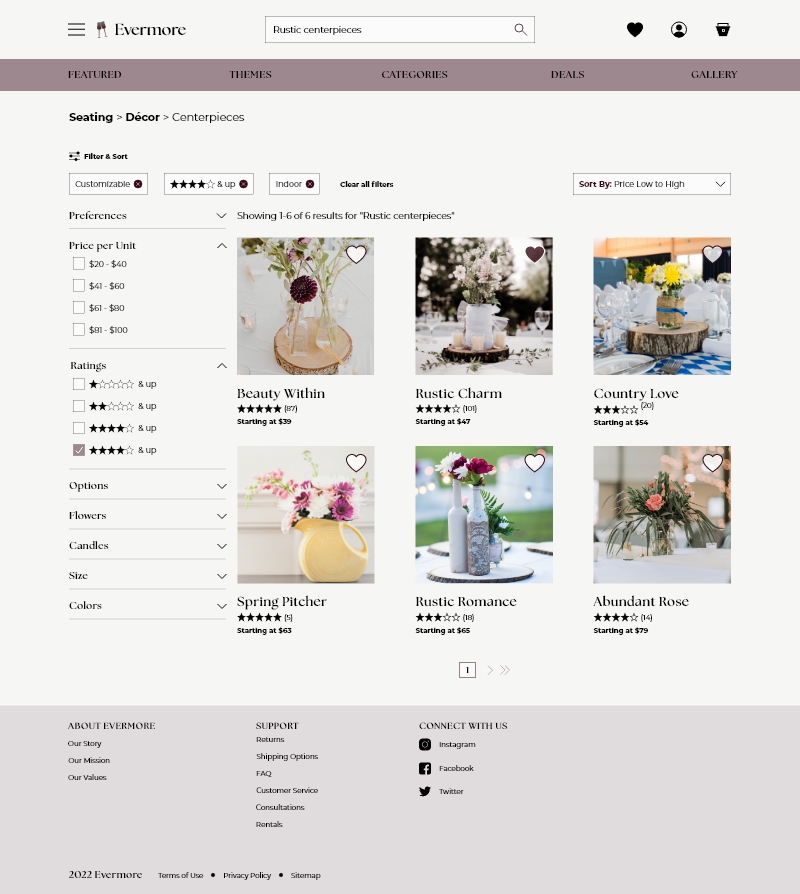 Evermore
Rustic centerpieces
0
FEATURED THEMES CATEGORIES DEALS GALLERY
Seating > Décor > Centerpieces
Filter & Sort
Customizable ★★★★☆ & up Indoor Clear all filters Sort By: Price Low to High
Preferences
Showing 1-6 of 6 results for "Rustic centerpieces"
Price per Unit
$20 - $40
$41 - $60
$61 - $80
$81 - $100
Ratings
★☆☆☆☆ & up
★★☆☆☆ & up
★★★★☆ & up
★★★★☆ & up
Options
Flowers
Candles
Size
Colors
Beauty Within
★★★★★ (87)
Starting at $39
Rustic Charm
★★★★☆ (101)
Starting at $47
Country Love
★★★☆☆ (20)
Starting at $54
Spring Pitcher
★★★★★ (5)
Starting at $63
Rustic Romance
★★★☆☆ (18)
Starting at $65
Abundant Rose
★★★★☆ (14)
Starting at $79
1
ABOUT EVERMORE
Our Story
Our Mission
Our Values
SUPPORT
Returns
Shipping Options
FAQ
Customer Service
Consultations
Rentals
CONNECT WITH US
Instagram
Facebook
Twitter
2022 Evermore Terms of Use • Privacy Policy • Sitemap